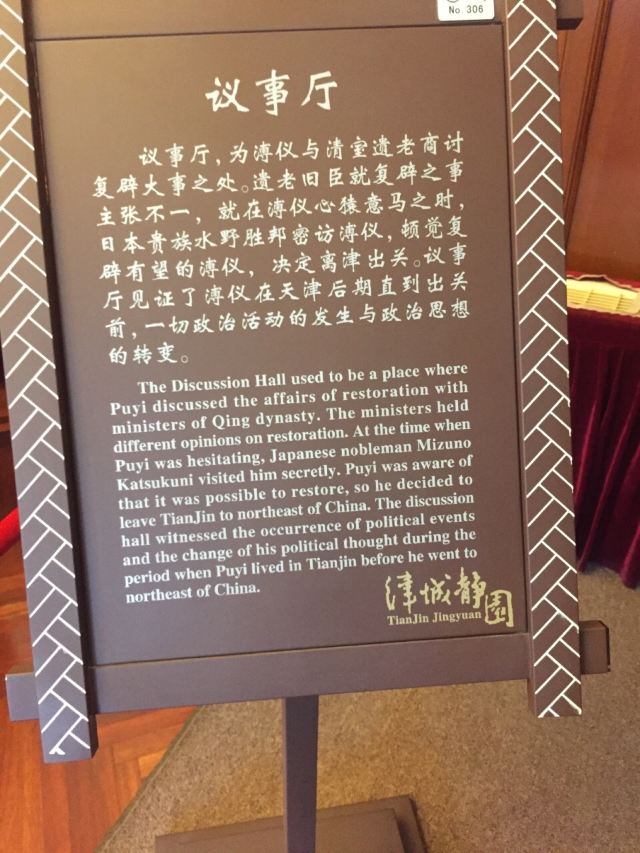 No. 306
议事厅
议事厅，为溥仪与清室遗老商讨
复辟大事之处。遗老旧臣就复辟之事
主张不一，就在溥仪心猿意马之时，
日本贵族水野胜邦密访溥仪，顿觉复
辟有望的溥仪，决定离津出关。议事
厅见证了溥仪在天津后期直到出关
前，一切政治活动的发生与政治思想
的转变。
The Discussion Hall used to be a place where
Puyi discussed the affairs of restoration with
ministers of Qing dynasty. The ministers held
different opinions on restoration. At the time when
Puyi was hesitating, Japanese nobleman Mizuno
Katsukuni visited him secretly. Puyi was aware of
that it was possible to restore, so he decided to
leave TianJin to northeast of China. The discussion
hall witnessed the occurrence of political events
and the change of his political thought during the
period when Puyi lived in Tianjin before he went to
northeast of China.
津城静園
TianJin Jingyuan